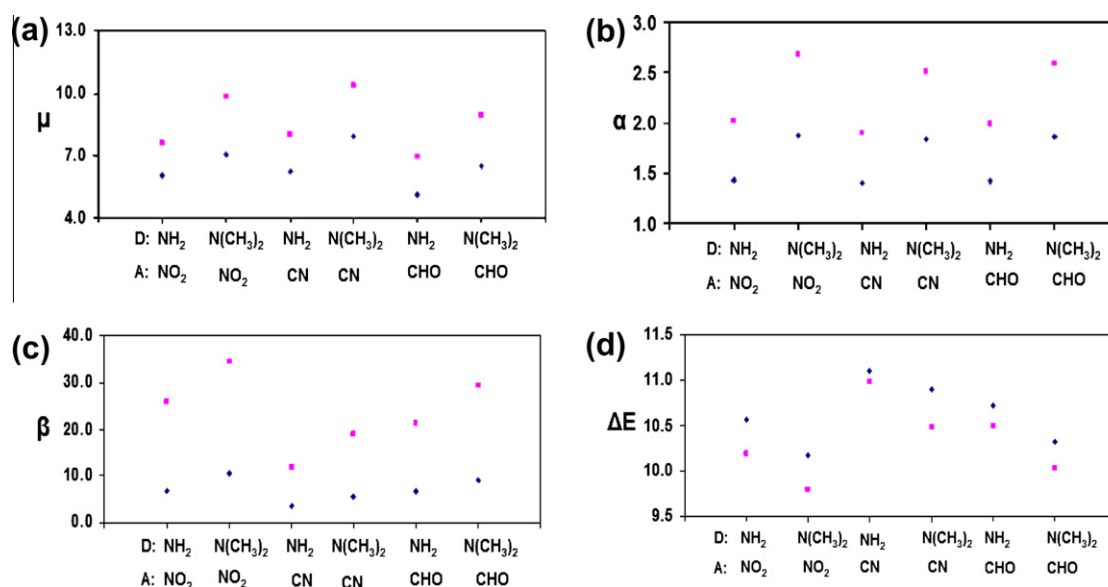 (a)
13.0
10.0
7.0
4.0
μ
D: NH₂ N(CH₃)₂ NH₂ N(CH₃)₂ NH₂ N(CH₃)₂
A: NO₂ NO₂ CN CN CHO CHO
(b)
3.0
2.5
2.0
1.5
1.0
α
D: NH₂ N(CH₃)₂ NH₂ N(CH₃)₂ NH₂ N(CH₃)₂
A: NO₂ NO₂ CN CN CHO CHO
(c)
40.0
30.0
20.0
10.0
0.0
β
D: NH₂ N(CH₃)₂ NH₂ N(CH₃)₂ NH₂ N(CH₃)₂
A: NO₂ NO₂ CN CN CHO CHO
(d)
11.5
11.0
10.5
10.0
9.5
ΔE
D: NH₂ N(CH₃)₂ NH₂ N(CH₃)₂ NH₂ N(CH₃)₂
A: NO₂ NO₂ CN CN CHO CHO